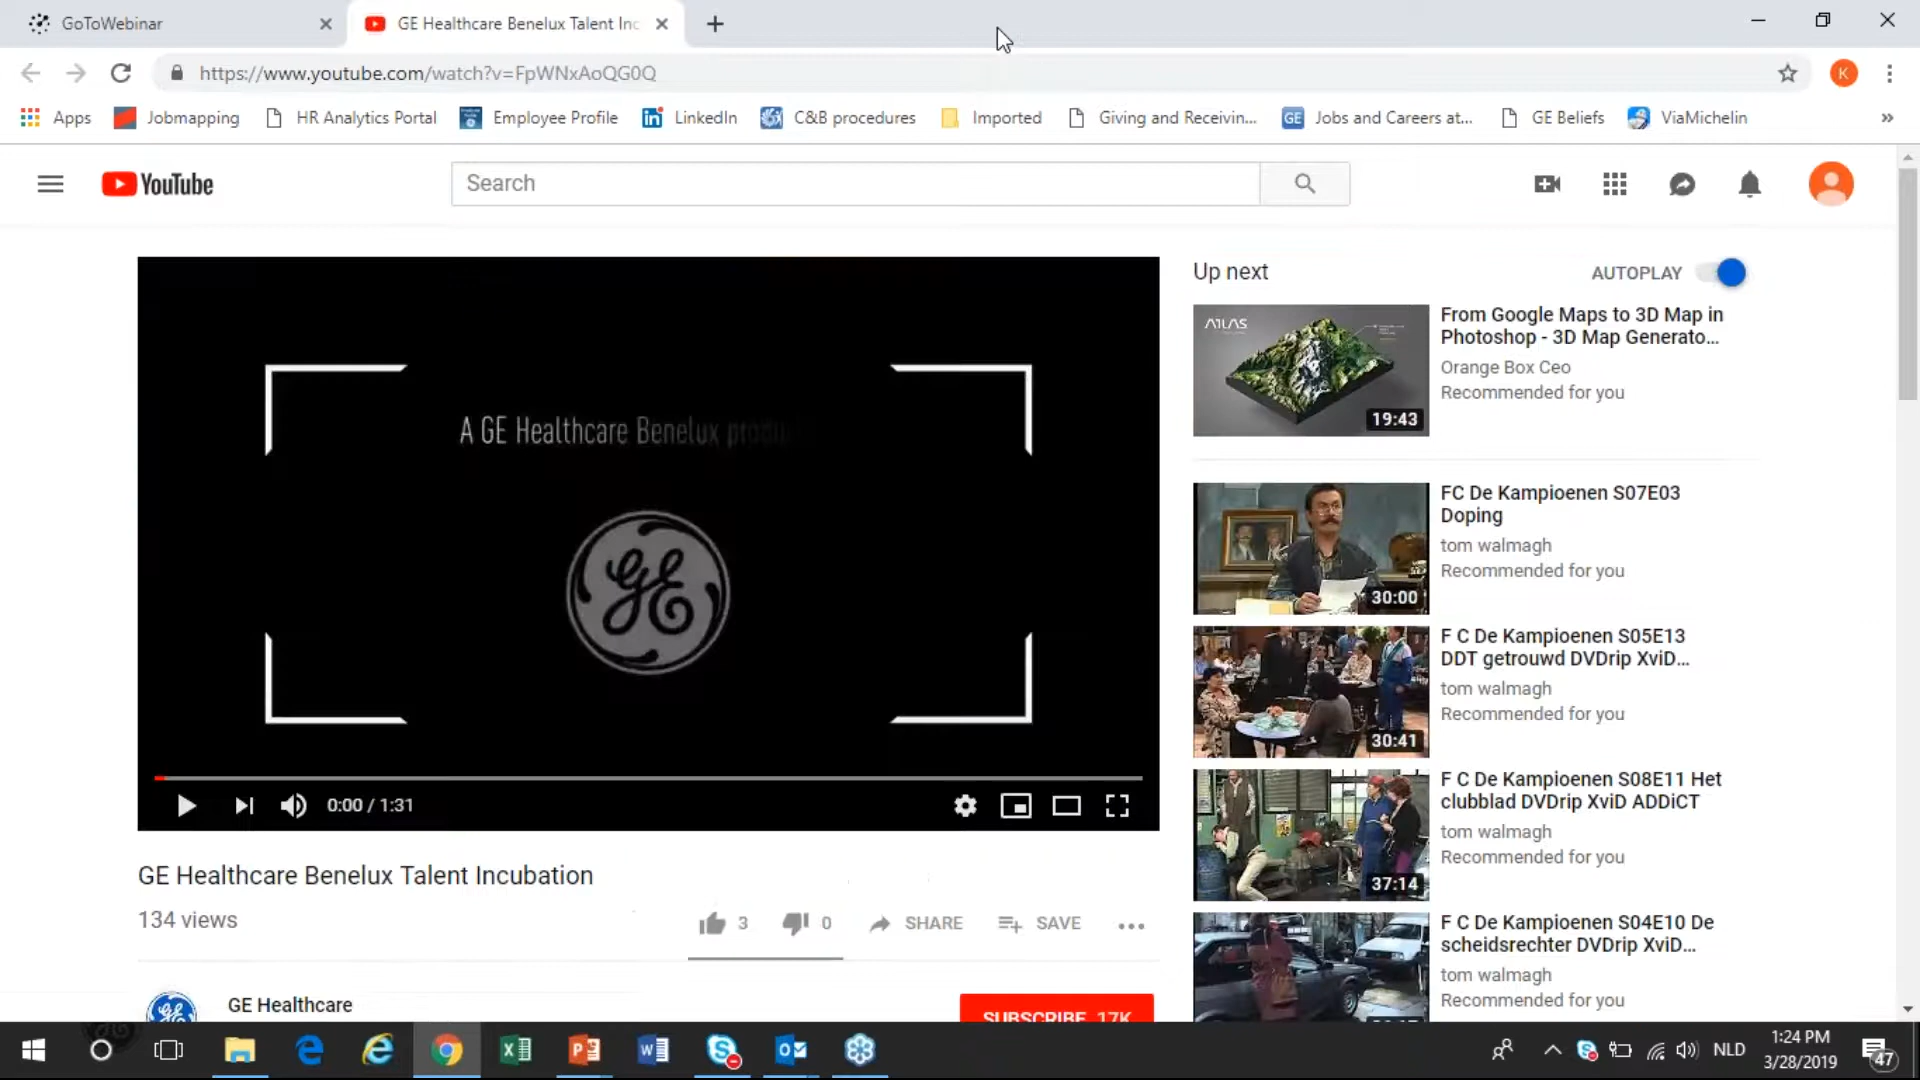 GoToWebinar
GE Healthcare Benelux Talent Inc
https://www.youtube.com/watch?v=FpWNxAoQG0Q
K
Apps
Jobmapping
HR Analytics Portal
Employee Profile
LinkedIn
C&B procedures
Imported
Giving and Receivin...
GE
Jobs and Careers at...
GE Beliefs
ViaMichelin
»
YouTube
Search
A GE Healthcare Benelux
GE
0:00 / 1:31
Up next
AUTOPLAY
ATLAS
19:43
From Google Maps to 3D Map in
Photoshop - 3D Map Generato...
Orange Box Ceo
Recommended for you
30:00
FC De Kampioenen S07E03
Doping
tom walmagh
Recommended for you
30:41
F C De Kampioenen S05E13
DDT getrouwd DVDrip XviD...
tom walmagh
Recommended for you
37:14
F C De Kampioenen S08E11 Het
clubblad DVDrip XviD ADDiCT
tom walmagh
Recommended for you
F C De Kampioenen S04E10 De
scheidsrechter DVDrip XviD...
tom walmagh
Recommended for you
GE Healthcare Benelux Talent Incubation
134 views
3
0
SHARE
SAVE
GE Healthcare
SUBSCRIBE 17K
NLD
1:24 PM
3/28/2019
47